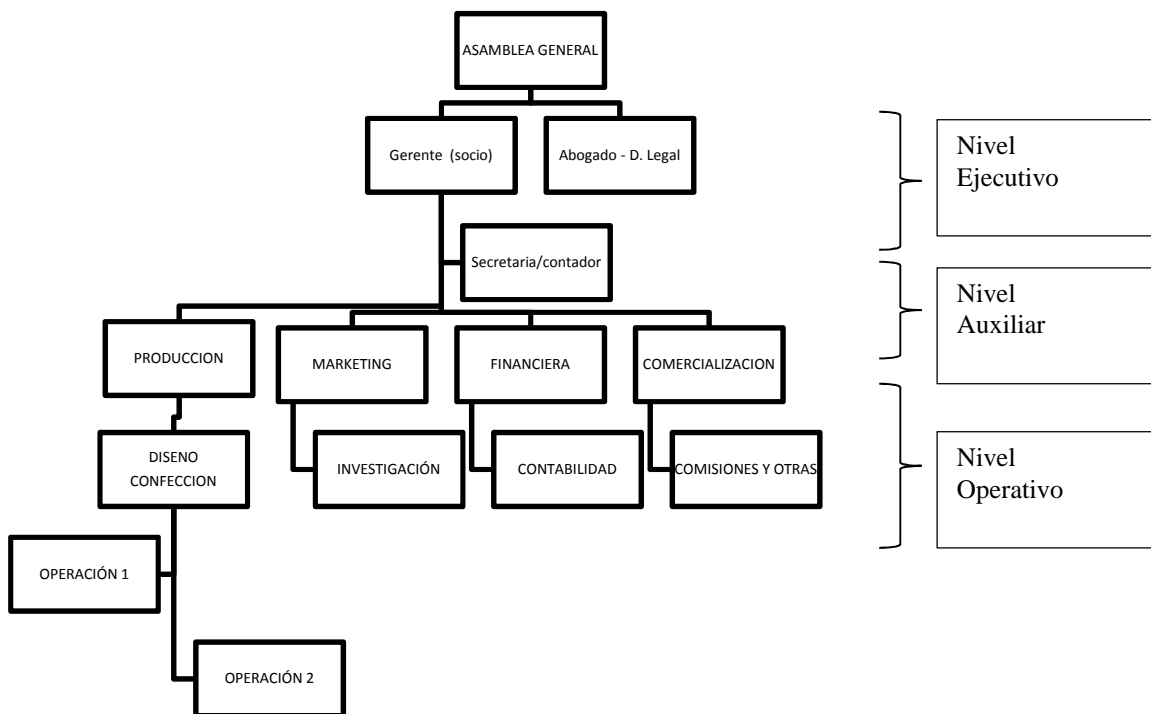 ASAMBLEA GENERAL
Gerente (socio)
Abogado - D. Legal
Nivel
Ejecutivo
Secretaria/contador
Nivel
Auxiliar
PRODUCCION
MARKETING
FINANCIERA
COMERCIALIZACION
DISENO
CONFECCION
INVESTIGACIÓN
CONTABILIDAD
COMISIONES Y OTRAS
Nivel
Operativo
OPERACIÓN 1
OPERACIÓN 2